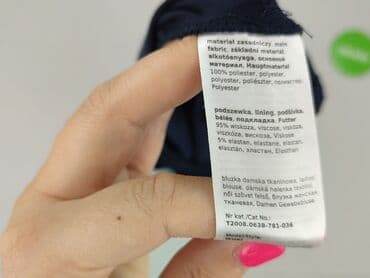 materiał zasadniczy, main
fabric, základní materiál,
alkotóanyaga, основной
материал, Hauptmaterial
100% poliester, polyester,
polyester, poliészter, полиэстер,
Polyester
podszewka, lining, podšívka,
bélés, подкладка, Futter
95% wiskoza, viscose, viskóza,
viszkóza, вискоза, Viskose
5% elastan, elastane, elastan,
elasztán, эластан, Elasthan
bluzka damska tkaninowa, ladies
blouse, dámská halenka textilní,
női szövet felső, Блузка женская
тканевая, Damen Gewebebluse
Nr kat./Cat.No.:
T2008.0638-781-036